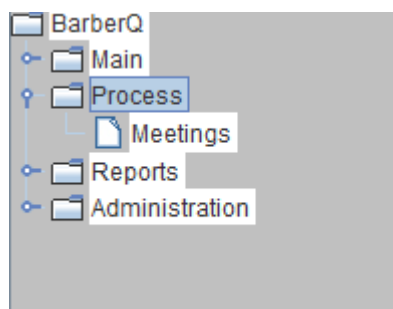 BarberQ
Main
Process
Meetings
Reports
Administration